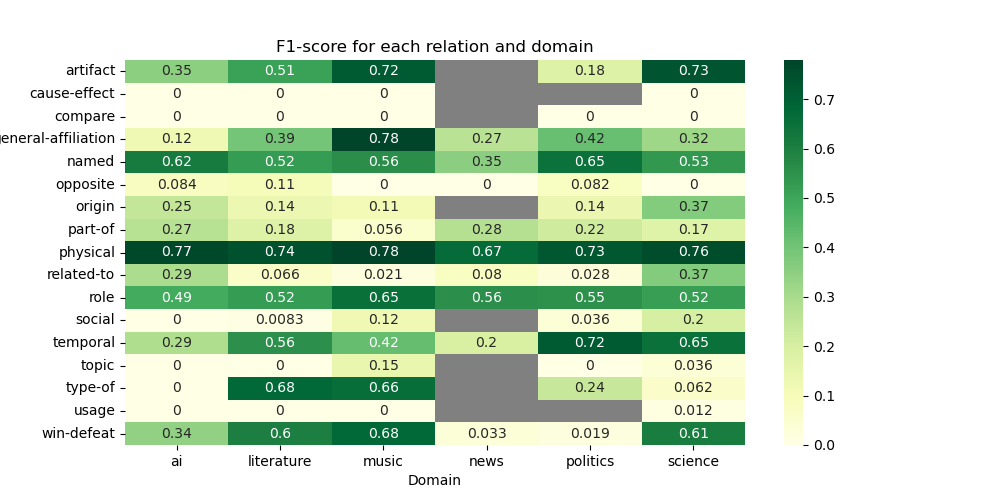 F1-score for each relation and domain
artifact 0.35 0.51 0.72 0.18 0.73
cause-effect 0 0 0 0
compare 0 0 0 0 0
eneral-affiliation 0.12 0.39 0.78 0.27 0.42 0.32
named 0.62 0.52 0.56 0.35 0.65 0.53
opposite 0.084 0.11 0 0 0.082 0
origin 0.25 0.14 0.11 0.14 0.37
part-of 0.27 0.18 0.056 0.28 0.22 0.17
physical 0.77 0.74 0.78 0.67 0.73 0.76
related-to 0.29 0.066 0.021 0.08 0.028 0.37
role 0.49 0.52 0.65 0.56 0.55 0.52
social 0 0.0083 0.12 0.036 0.2
temporal 0.29 0.56 0.42 0.2 0.72 0.65
topic 0 0 0.15 0 0.036
type-of 0 0.68 0.66 0.24 0.062
usage 0 0 0 0.012
win-defeat 0.34 0.6 0.68 0.033 0.019 0.61
ai literature music news politics science
Domain
0.7
0.6
0.5
0.4
0.3
0.2
0.1
0.0